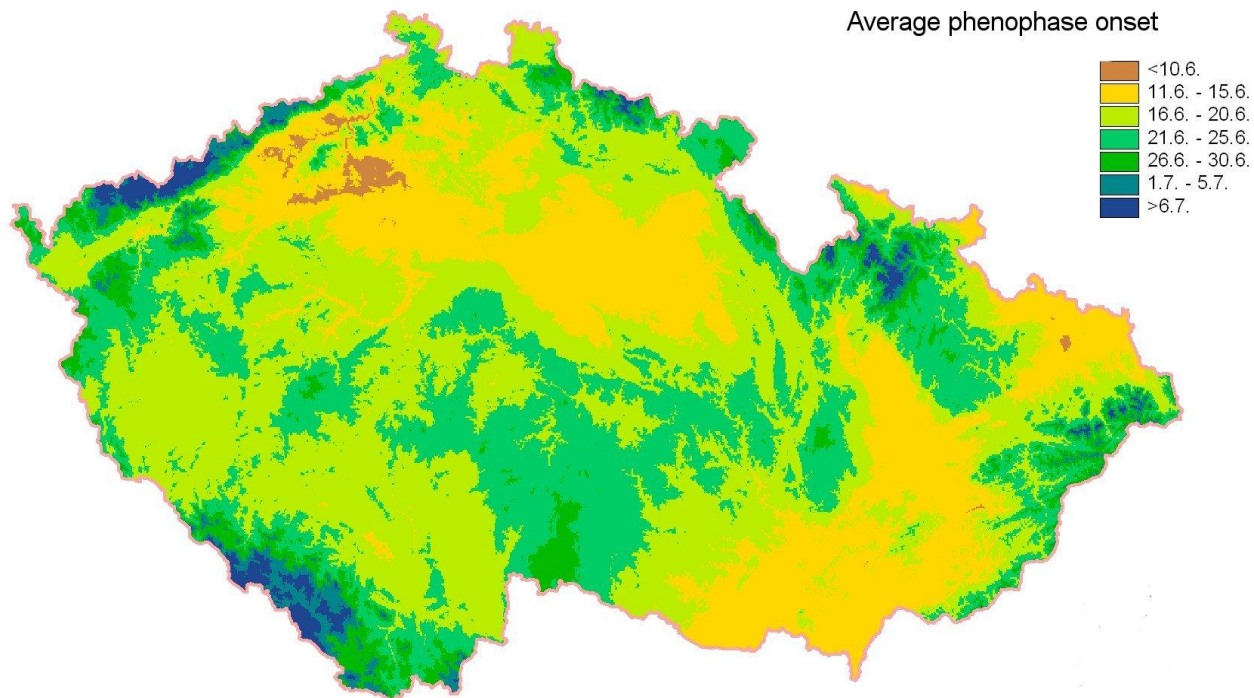 Average phenophase onset
<10.6.
11.6. - 15.6.
16.6. - 20.6.
21.6. - 25.6.
26.6. - 30.6.
1.7. - 5.7.
>6.7.